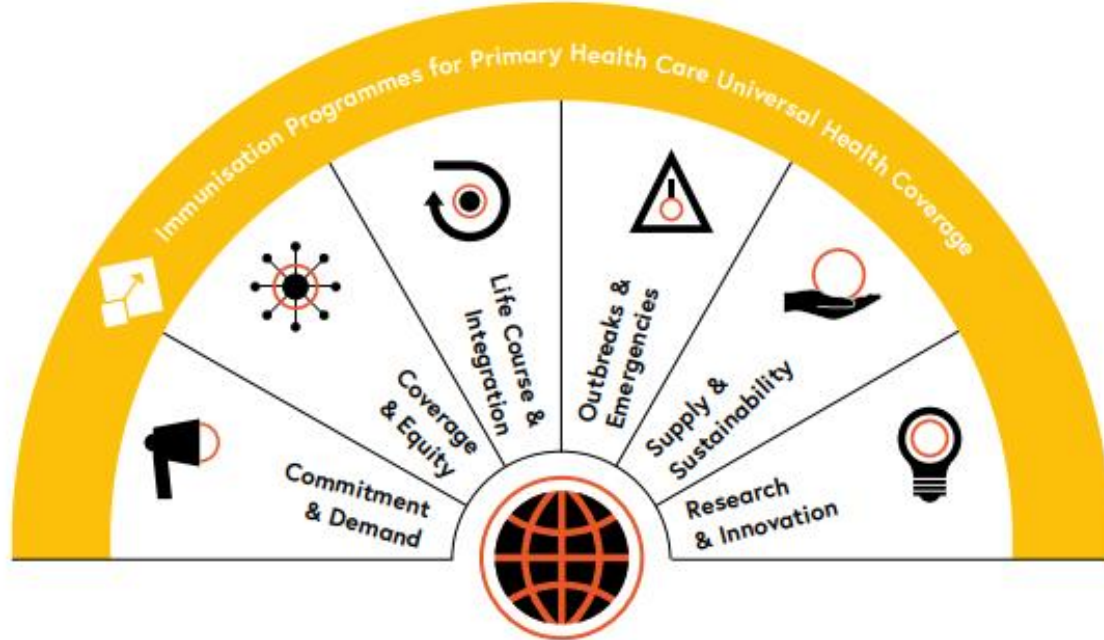 Immunisation Programmes for Primary Health Care Universal Health Coverage
Commitment
& Demand
Coverage
& Equity
Life Course &
Integration
Outbreaks &
Emergencies
Supply &
Sustainability
Research
& Innovation